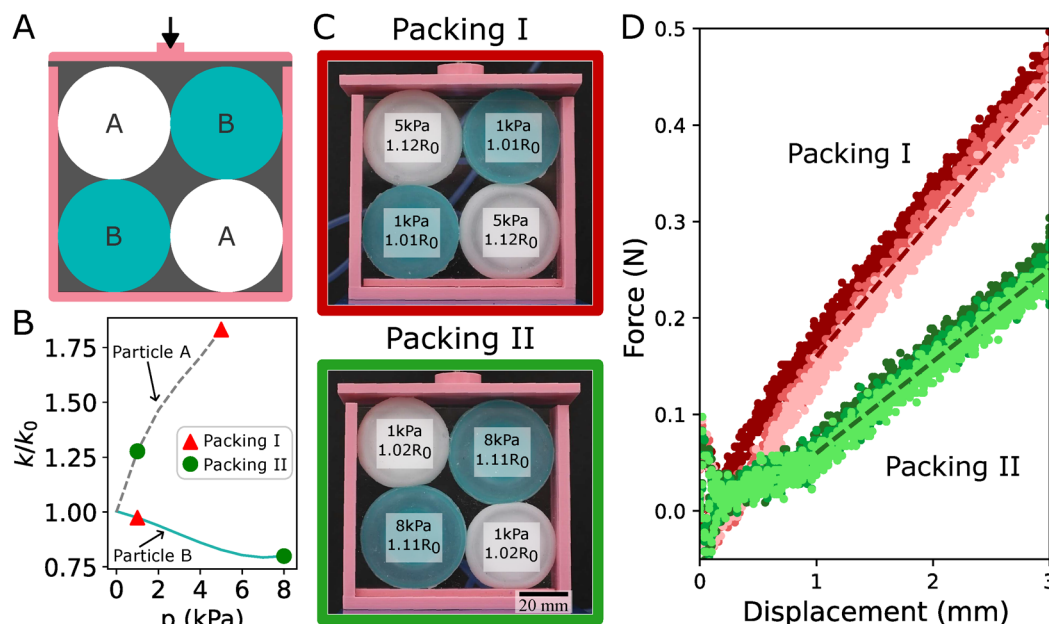 A
A
B
B
A
B
k/k0
1.75
1.50
1.25
1.00
0.75
Particle A
Particle B
Packing I
Packing II
0
2
4
6
8
p (kPa)
C
Packing I
5kPa
1.12R0
1kPa
1.01R0
1kPa
1.01R0
5kPa
1.12R0
Packing II
1kPa
1.02R0
8kPa
1.11R0
8kPa
1.11R0
1kPa
1.02R0
20 mm
D
Force (N)
0.5
0.4
0.3
0.2
0.1
0.0
Packing I
Packing II
0
1
2
3
Displacement (mm)